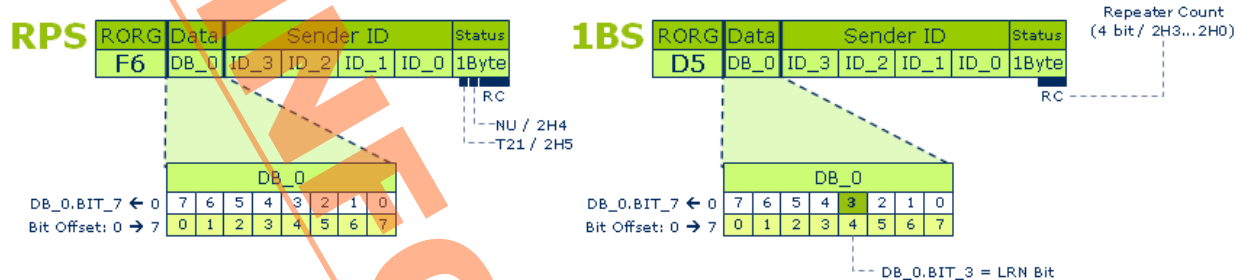 RPS RORG Data Sender ID Status
F6 DB_0 ID_3 ID_2 ID_1 ID_0 1Byte
RC
NU / 2H4
T21 / 2H5
DB_0
DB_0.BIT_7 ← 0 7 6 5 4 3 2 1 0
Bit Offset: 0 → 7 0 1 2 3 4 5 6 7
1BS RORG Data Sender ID Status
D5 DB_0 ID_3 ID_2 ID_1 ID_0 1Byte
RC
Repeater Count
(4 bit / 2H3...2H0)
DB_0
DB_0.BIT_7 ← 0 7 6 5 4 3 2 1 0
Bit Offset: 0 → 7 0 1 2 3 4 5 6 7
DB_0.BIT_3 = LRN Bit